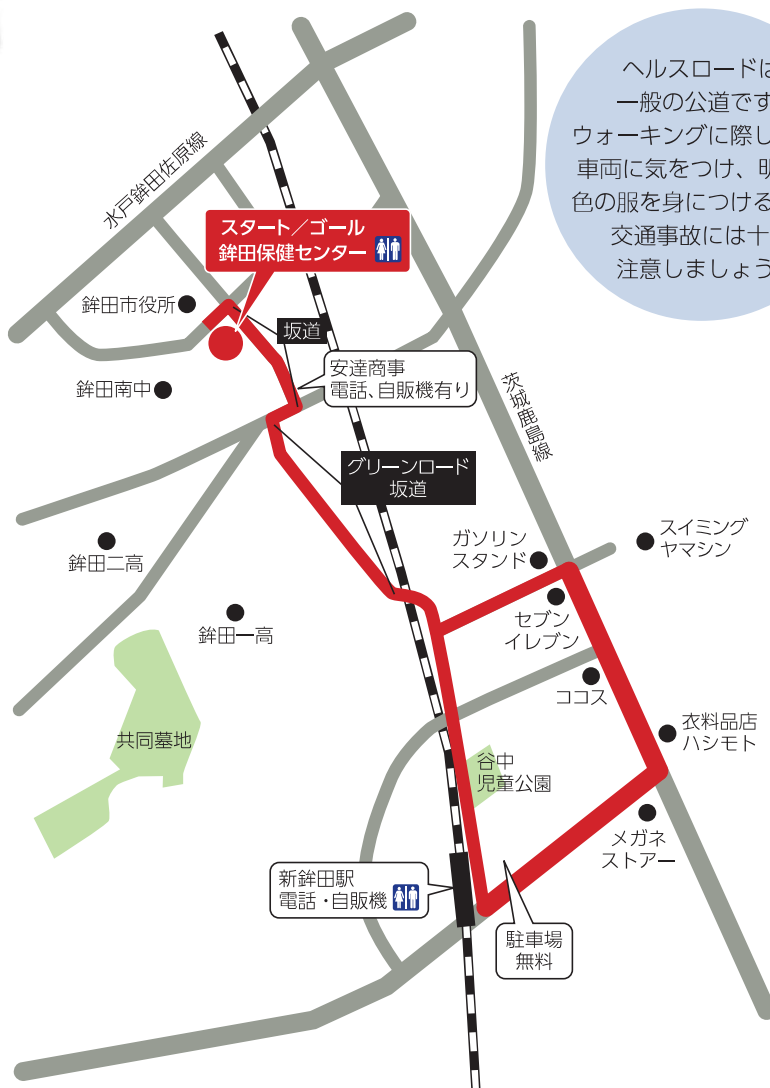 ヘルスロードは
一般の公道です
ウォーキングに際し
車両に気をつけ、明
色の服を身につける
交通事故には十
注意しましょう
水戸鉾田佐原線
スタート／ゴール
鉾田保健センター
鉾田市役所
坂道
安達商事
電話、自販機有り
鉾田南中
茨城鹿島線
グリーンロード
坂道
ガソリン
スタンド
スイミング
ヤマシン
鉾田二高
セブン
イレブン
鉾田一高
ココス
衣料品店
ハシモト
共同墓地
谷中
児童公園
メガネ
ストアー
新鉾田駅
電話・自販機
駐車場
無料